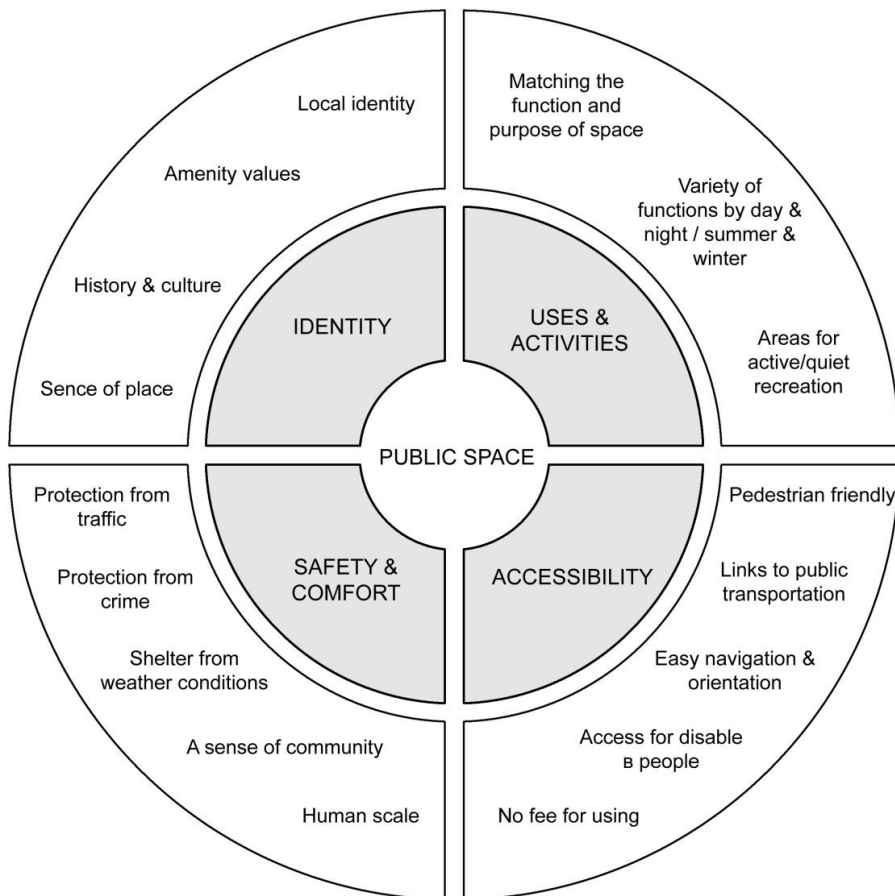 Local identity
Amenity values
History & culture
Sence of place
IDENTITY
Matching the
function and
purpose of space
Variety of
functions by day &
night / summer &
winter
Areas for
active/quiet
recreation
USES &
ACTIVITIES
PUBLIC SPACE
Protection from
traffic
Protection from
crime
Shelter from
weather conditions
A sense of community
Human scale
SAFETY &
COMFORT
ACCESSIBILITY
Pedestrian friendly
Links to public
transportation
Easy navigation &
orientation
Access for disable
в people
No fee for using